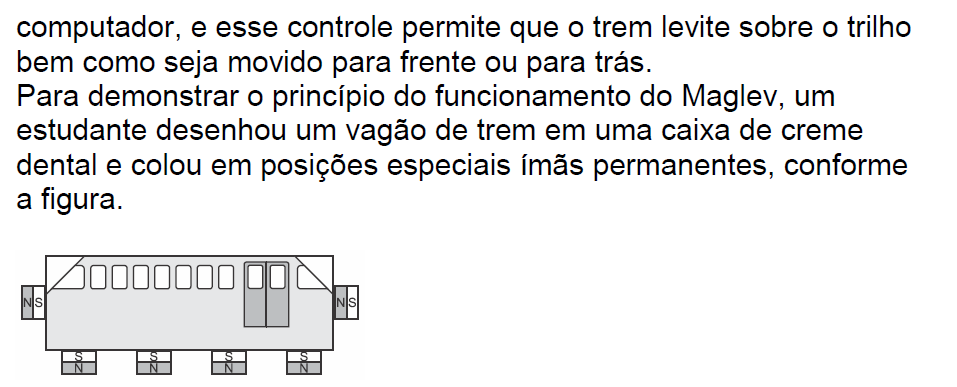 computador, e esse controle permite que o trem levite sobre o trilho
bem como seja movido para frente ou para trás.
Para demonstrar o princípio do funcionamento do Maglev, um
estudante desenhou um vagão de trem em uma caixa de creme
dental e colou em posições especiais ímãs permanentes, conforme
a figura.
N S N S
S S S S
N N N N